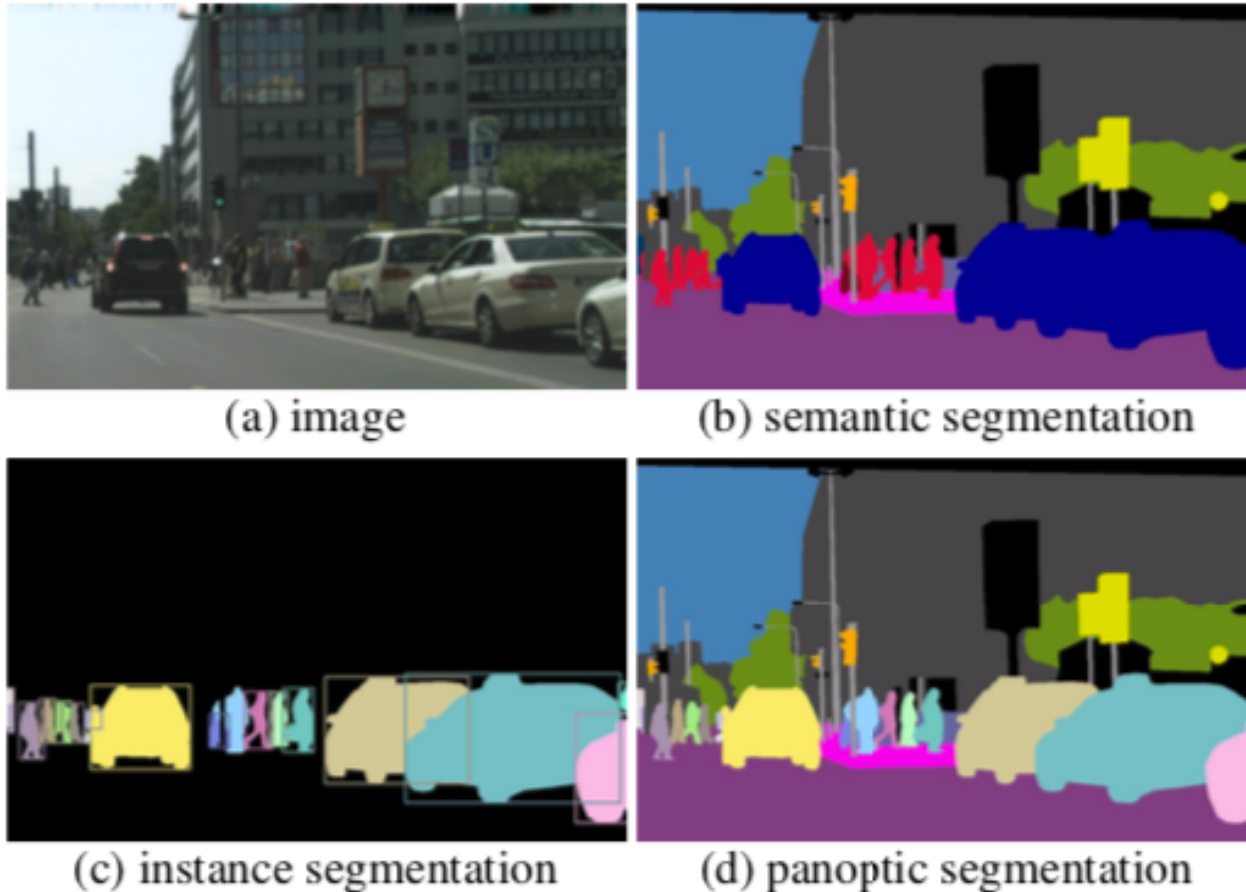 (a) image
(b) semantic segmentation
(c) instance segmentation
(d) panoptic segmentation